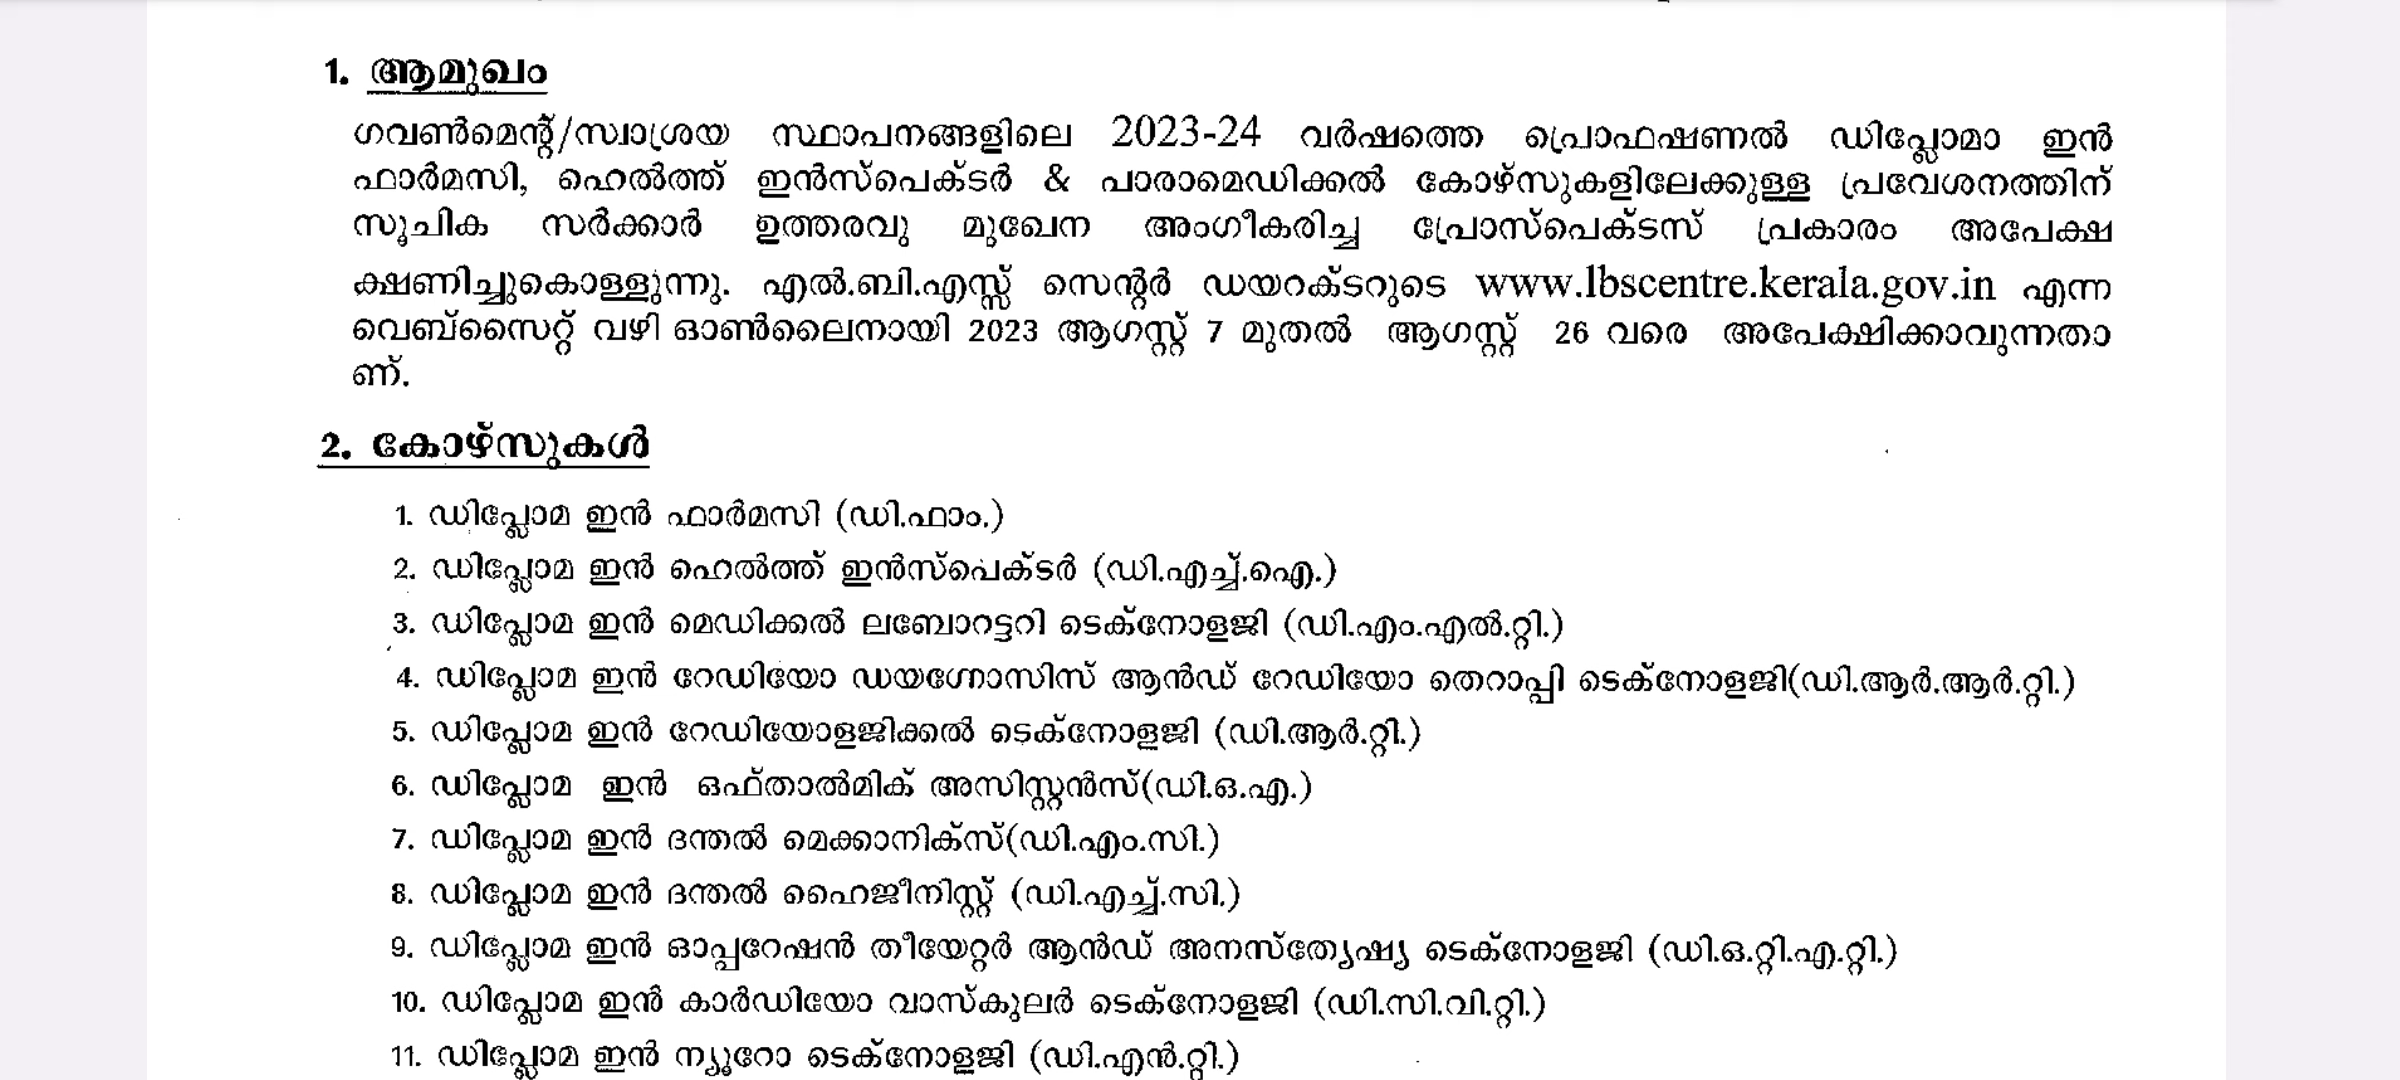 1. ആമുഖം
ഗവൺമെന്റ്/സ്വാശ്രയ സ്ഥാപനങ്ങളിലെ 2023-24 വർഷത്തെ പ്രൊഫഷണൽ ഡിപ്ലോമാ ഇൻ
ഫാർമസി, ഹെൽത്ത് ഇൻസ്പെക്ടർ & പാരാമെഡിക്കൽ കോഴ്സുകളിലേക്കുള്ള പ്രവേശനത്തിന്
സൂചിക സർക്കാർ ഉത്തരവു മുഖേന അംഗീകരിച്ച പ്രോസ്പെക്ടസ് പ്രകാരം അപേക്ഷ
ക്ഷണിച്ചുകൊള്ളുന്നു. എൽ.ബി.എസ്സ് സെന്റർ ഡയറക്ടറുടെ www.lbscentre.kerala.gov.in എന്ന
വെബ്സൈറ്റ് വഴി ഓൺലൈനായി 2023 ആഗസ്റ്റ് 7 മുതൽ ആഗസ്റ്റ് 26 വരെ അപേക്ഷിക്കാവുന്നതാ
ണ്.
2. കോഴ്സുകൾ
1. ഡിപ്ലോമ ഇൻ ഫാർമസി (ഡി.ഫാം.)
2. ഡിപ്ലോമ ഇൻ ഹെൽത്ത് ഇൻസ്പെക്ടർ (ഡി.എച്ച്.ഐ.)
3. ഡിപ്ലോമ ഇൻ മെഡിക്കൽ ലബോറട്ടറി ടെക്നോളജി (ഡി.എം.എൽ.റ്റി.)
4. ഡിപ്ലോമ ഇൻ റേഡിയോ ഡയഗ്നോസിസ് ആൻഡ് റേഡിയോ തെറാപ്പി ടെക്നോളജി(ഡി.ആർ.ആർ.റ്റി.)
5. ഡിപ്ലോമ ഇൻ റേഡിയോളജിക്കൽ ടെക്നോളജി (ഡി.ആർ.റ്റി.)
6. ഡിപ്ലോമ ഇൻ ഒഫ്താൽമിക് അസിസ്റ്റൻസ്(ഡി.ഒ.എ.)
7. ഡിപ്ലോമ ഇൻ ദന്തൽ മെക്കാനിക്സ്(ഡി.എം.സി.)
8. ഡിപ്ലോമ ഇൻ ദന്തൽ ഹൈജീനിസ്റ്റ് (ഡി.എച്ച്.സി.)
9. ഡിപ്ലോമ ഇൻ ഓപ്പറേഷൻ തീയേറ്റർ ആൻഡ് അനസ്ത്യേഷ്യ ടെക്നോളജി (ഡി.ഒ.റ്റി.എ.റ്റി.)
10. ഡിപ്ലോമ ഇൻ കാർഡിയോ വാസ്കുലർ ടെക്നോളജി (ഡി.സി.വി.റ്റി.)
11. ഡിപ്ലോമ ഇൻ ന്യൂറോ ടെക്നോളജി (ഡി.എൻ.റ്റി.)